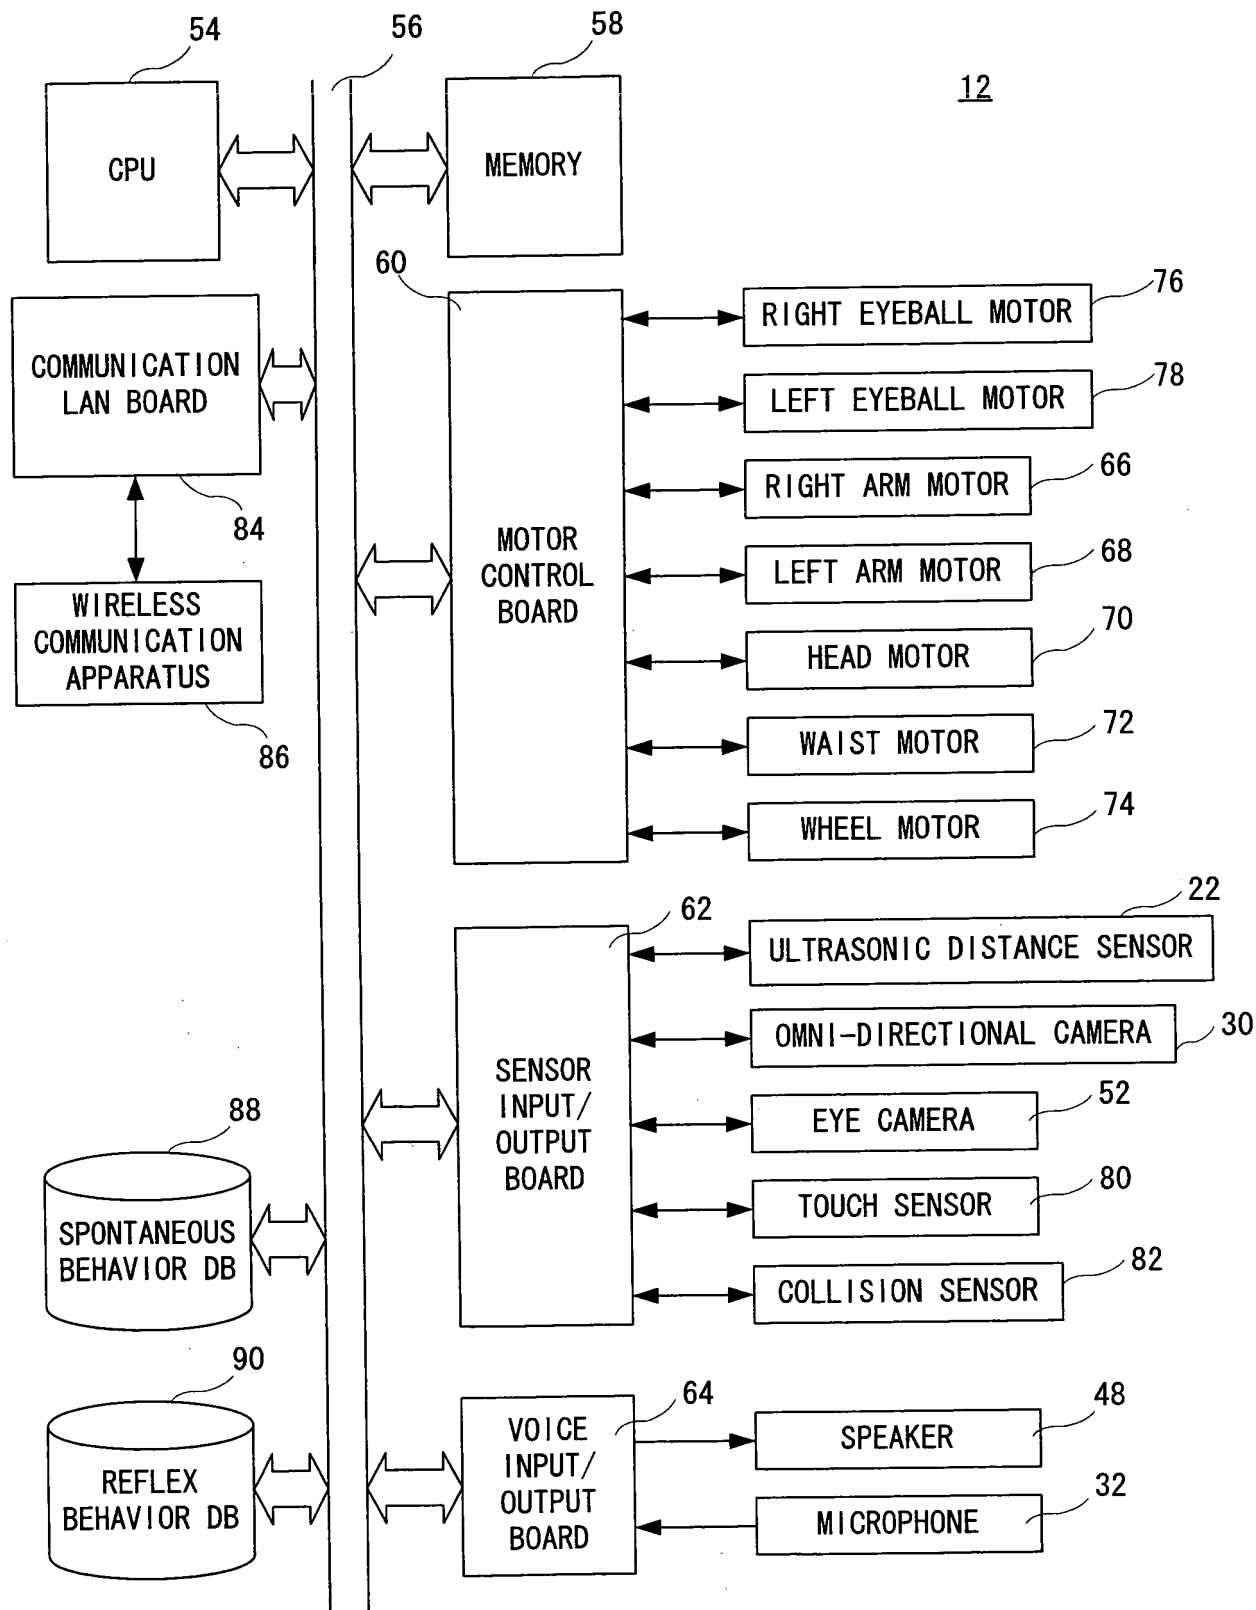 54
56
58
12
CPU
MEMORY
60
76
RIGHT EYEBALL MOTOR
COMMUNICATION
LAN BOARD
78
LEFT EYEBALL MOTOR
66
RIGHT ARM MOTOR
84
MOTOR
CONTROL
BOARD
68
LEFT ARM MOTOR
WIRELESS
COMMUNICATION
APPARATUS
70
HEAD MOTOR
86
72
WAIST MOTOR
74
WHEEL MOTOR
62
22
ULTRASONIC DISTANCE SENSOR
30
OMNI-DIRECTIONAL CAMERA
SENSOR
INPUT/
OUTPUT
BOARD
52
EYE CAMERA
88
80
TOUCH SENSOR
SPONTANEOUS
BEHAVIOR DB
82
COLLISION SENSOR
90
64
48
SPEAKER
VOICE
INPUT/
OUTPUT
BOARD
REFLEX
BEHAVIOR DB
32
MICROPHONE